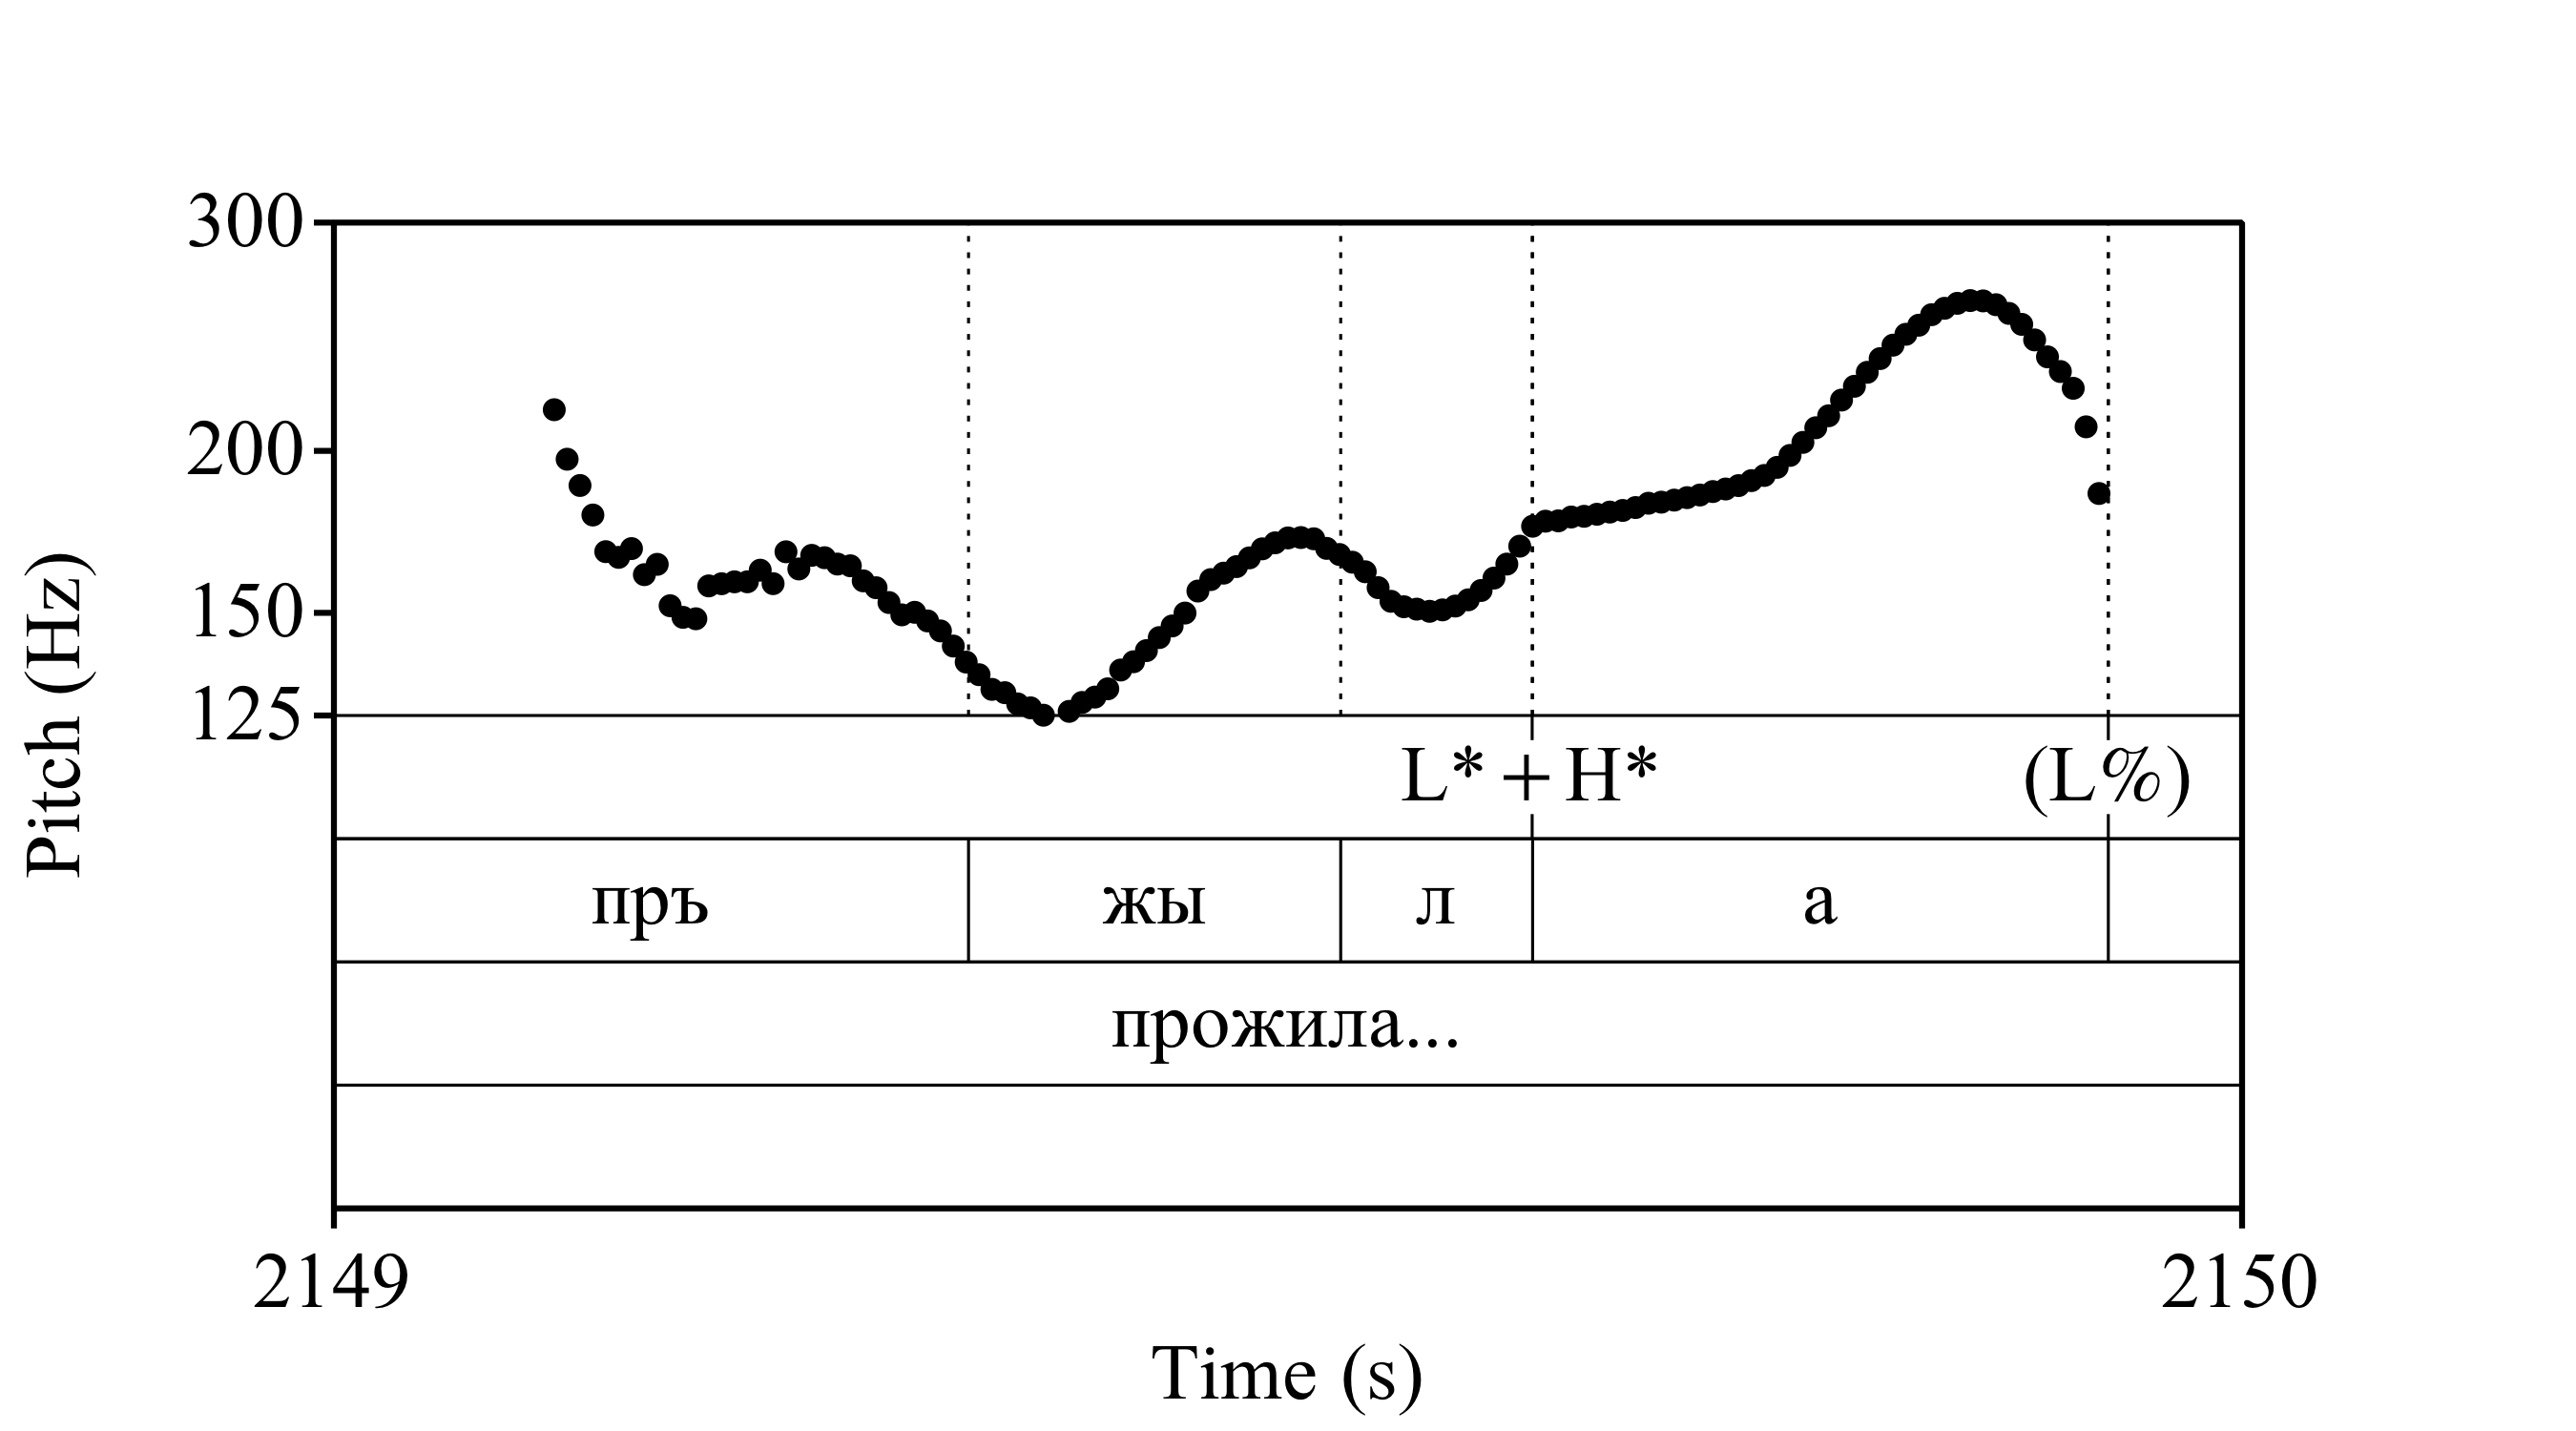 300
200
150
125
Pitch (Hz)
L* + H* (L%)
пръ жы л а
прожила...
2149 2150
Time (s)